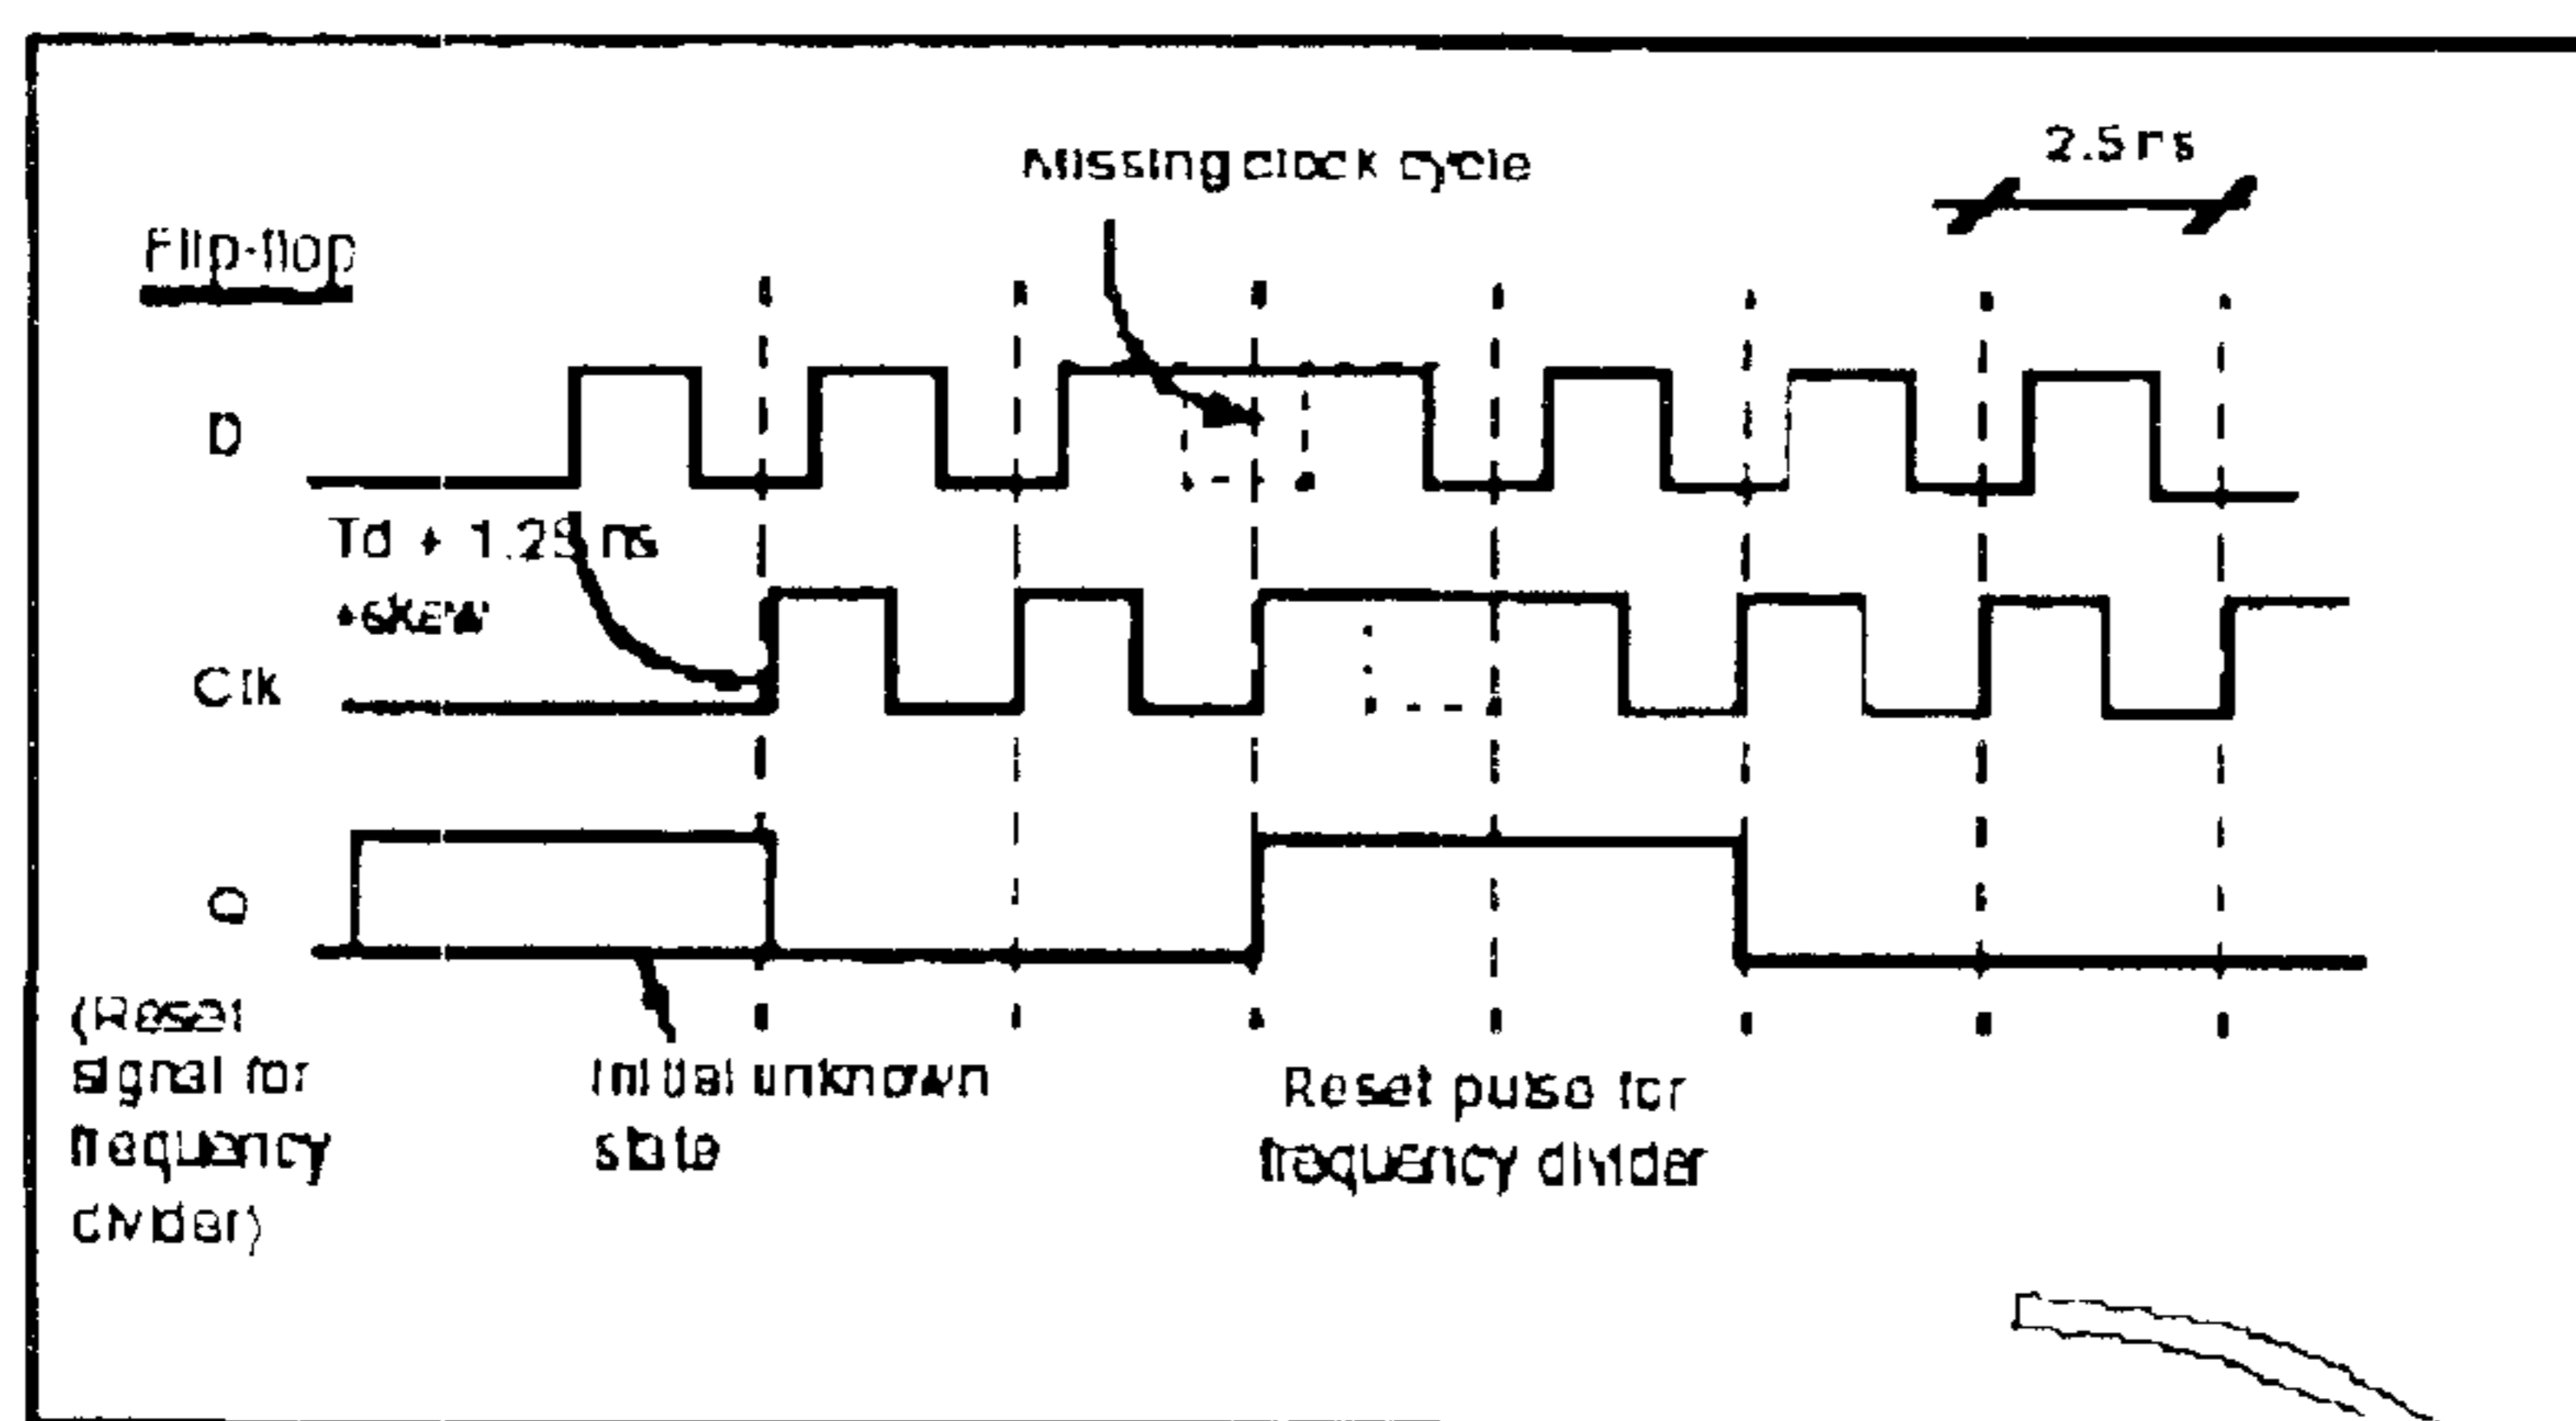 Missing clock cycle
2.5 ns
Flip-flop
D
Td + 1.25 ns
+skew
Clk
Q
(Reset
signal for
frequency
divider)
Initial unknown
state
Reset pulse for
frequency divider